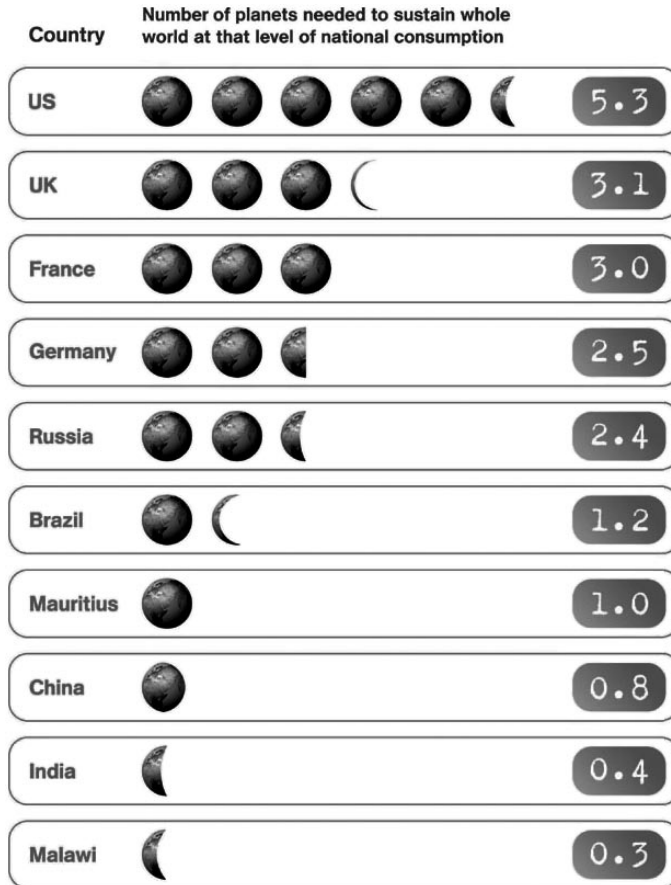 Country
Number of planets needed to sustain whole
world at that level of national consumption
US 5.3
UK 3.1
France 3.0
Germany 2.5
Russia 2.4
Brazil 1.2
Mauritius 1.0
China 0.8
India 0.4
Malawi 0.3